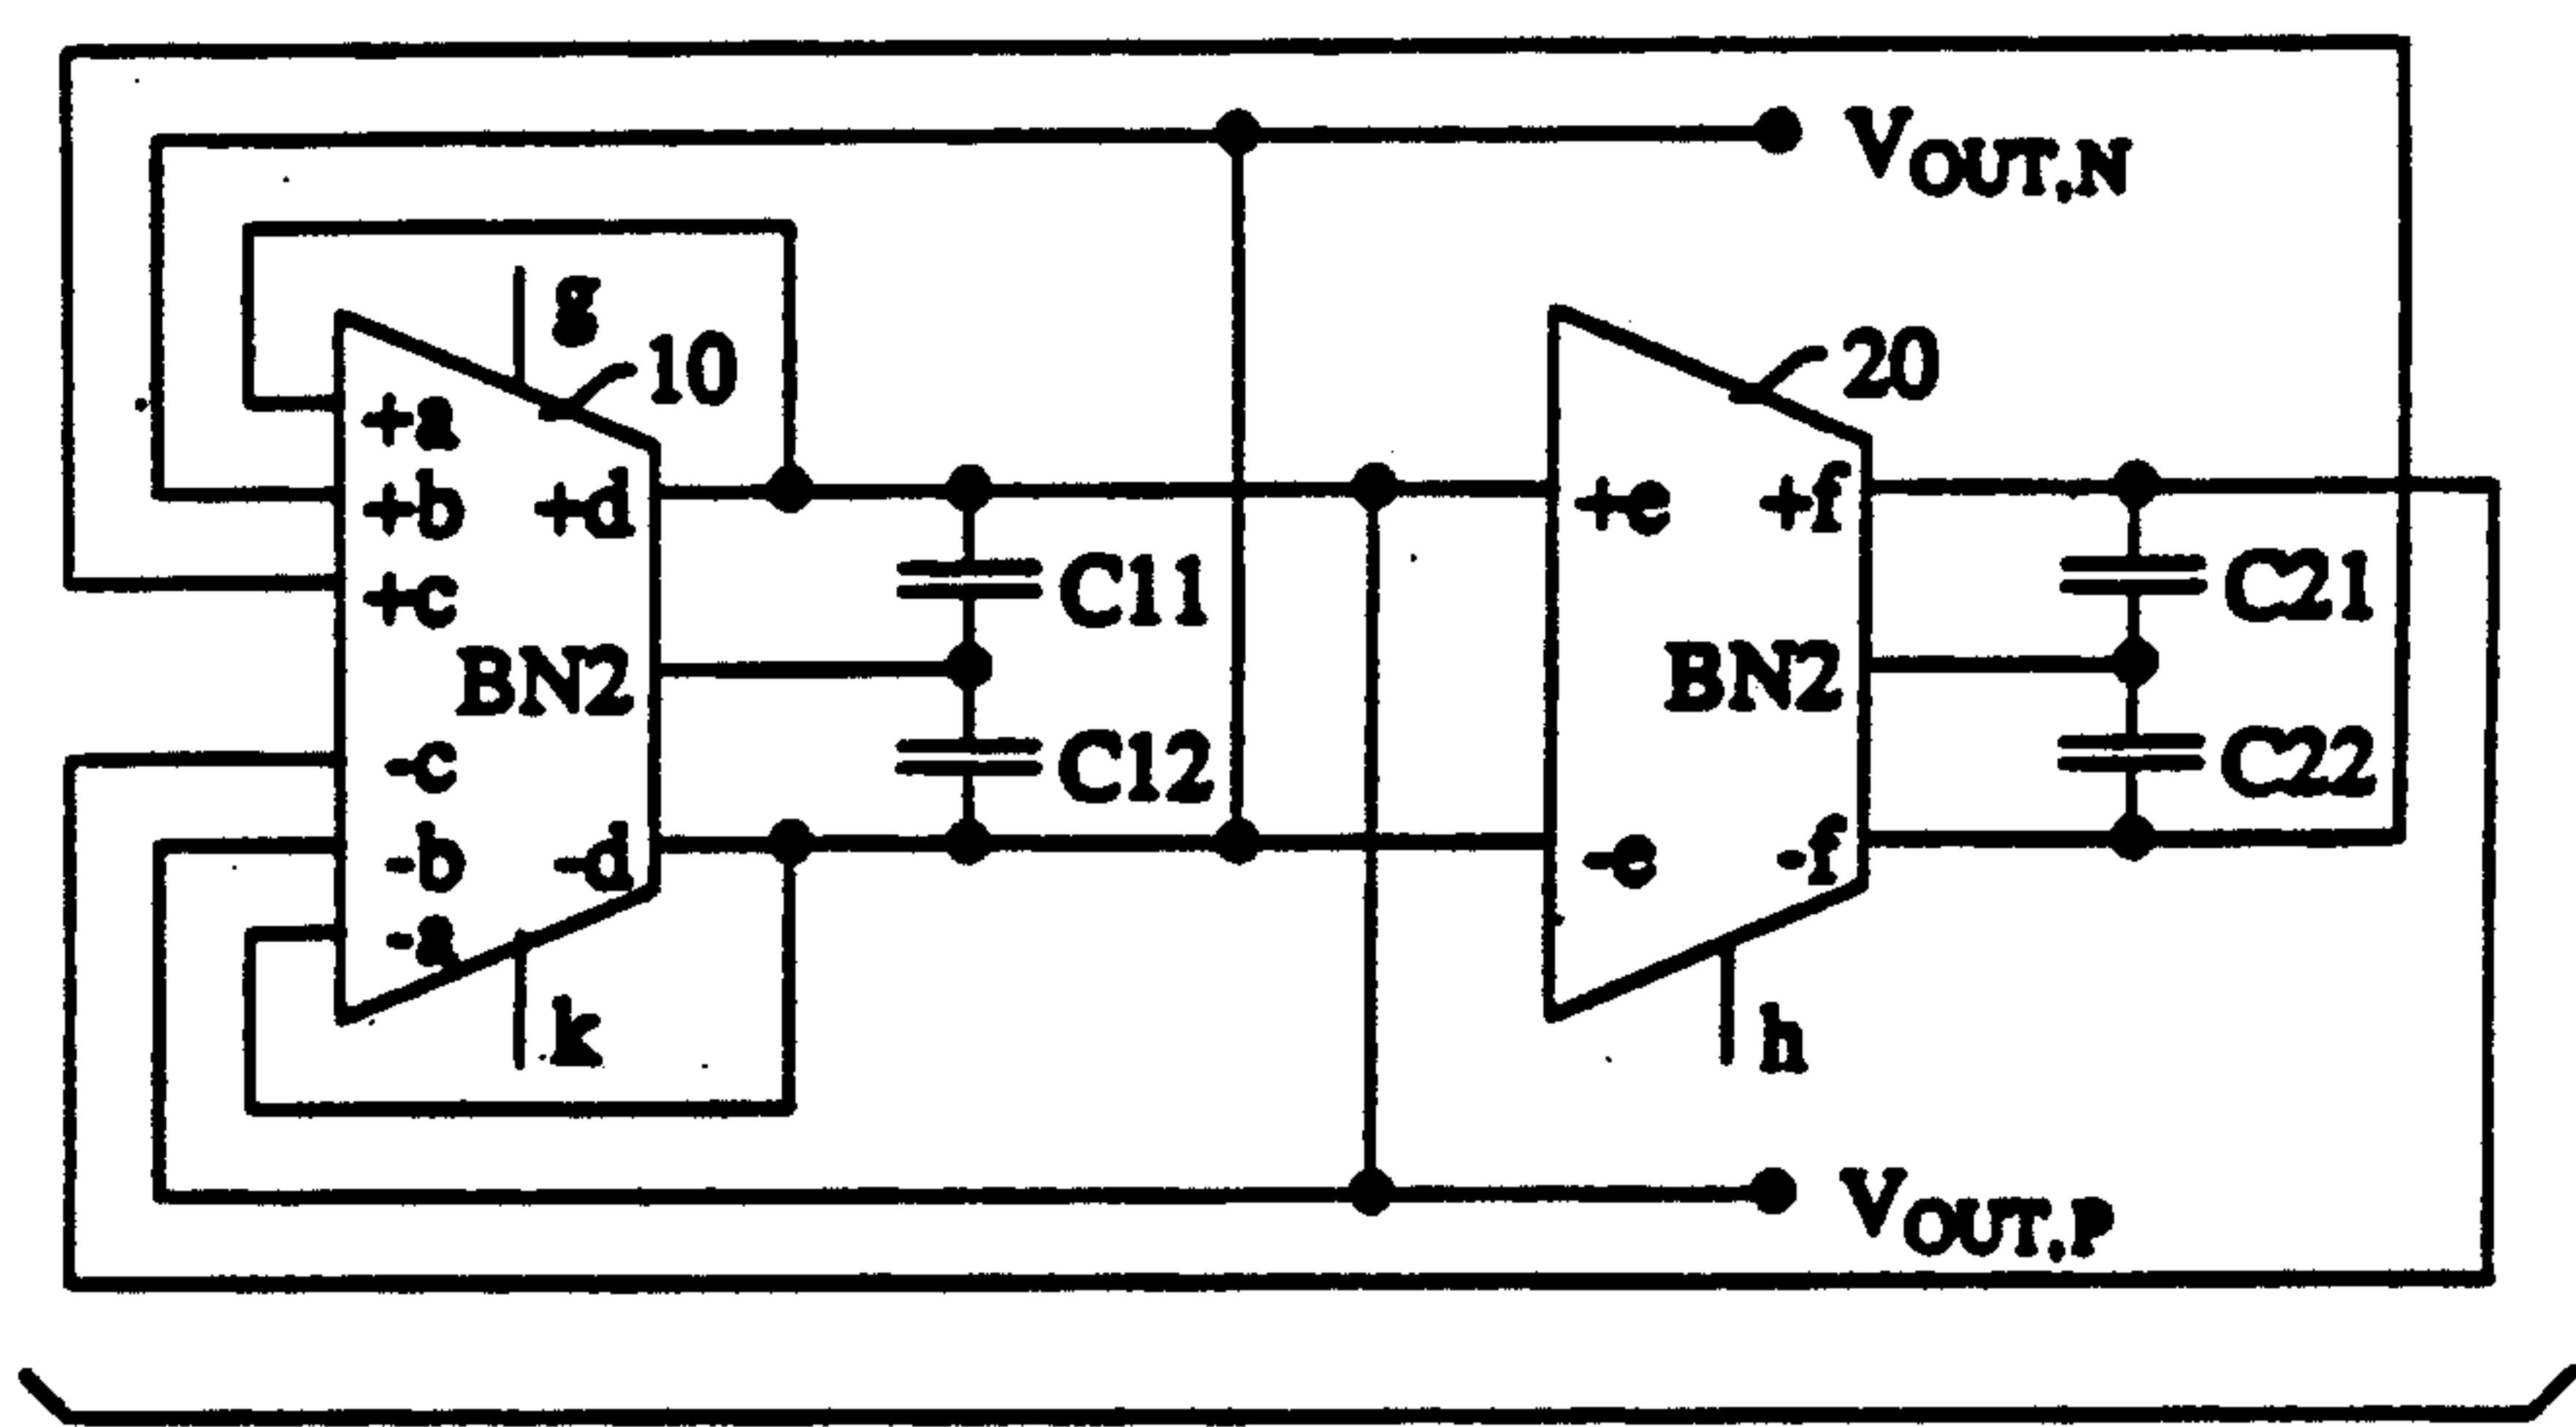 VOUT,N
g
10
20
+a
+b
+d
+c
+e
+f
C11
C21
BN2
BN2
-c
C12
C22
-b
-d
-e
-f
-a
k
h
VOUT,P